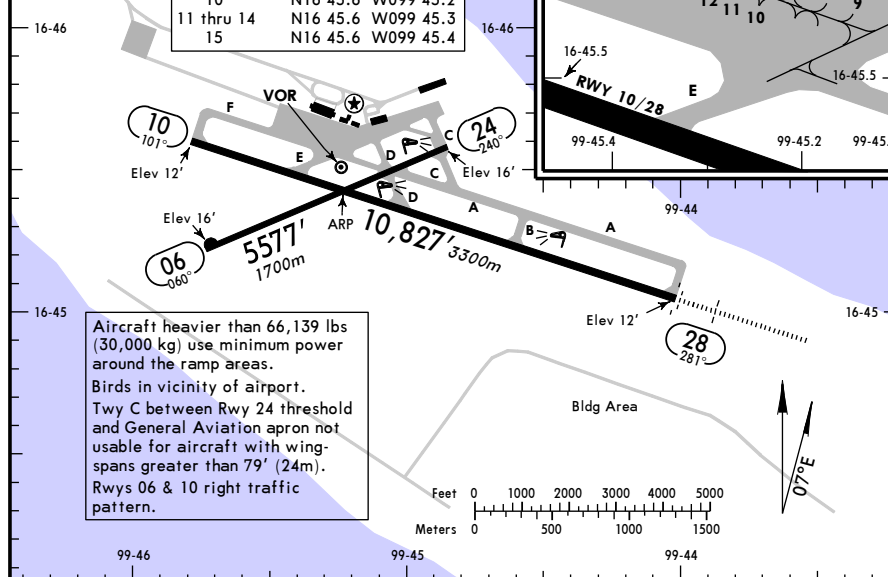 10 N16 45.6 W099 45.2
11 thru 14 N16 45.6 W099 45.3
15 N16 45.6 W099 45.4
16-46
16-46
12
11
10
9
16-45.5
16-45.5
RWY 10/28
E
99-45.4
99-45.2
VOR
F
10
101°
Elev 12'
E
D
C
24
240°
Elev 16'
C
D
A
ARP
Elev 16'
06
060°
5577'
1700m
10,827' 3300m
B
A
99-44
16-45
16-45
Elev 12'
28
281°
Aircraft heavier than 66,139 lbs
(30,000 kg) use minimum power
around the ramp areas.
Birds in vicinity of airport.
Twy C between Rwy 24 threshold
and General Aviation apron not
usable for aircraft with wing-
spans greater than 79' (24m).
Rwys 06 & 10 right traffic
pattern.
Bldg Area
07°E
Feet 0 1000 2000 3000 4000 5000
Meters 0 500 1000 1500
99-46
99-45
99-44